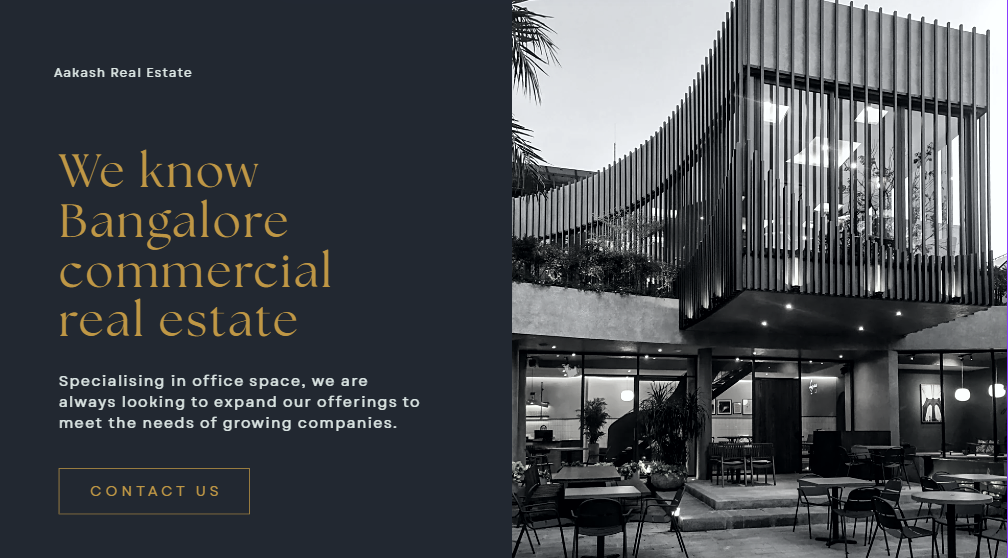 Aakash Real Estate
We know
Bangalore
commercial
real estate
Specialising in office space, we are
always looking to expand our offerings to
meet the needs of growing companies.
CONTACT US